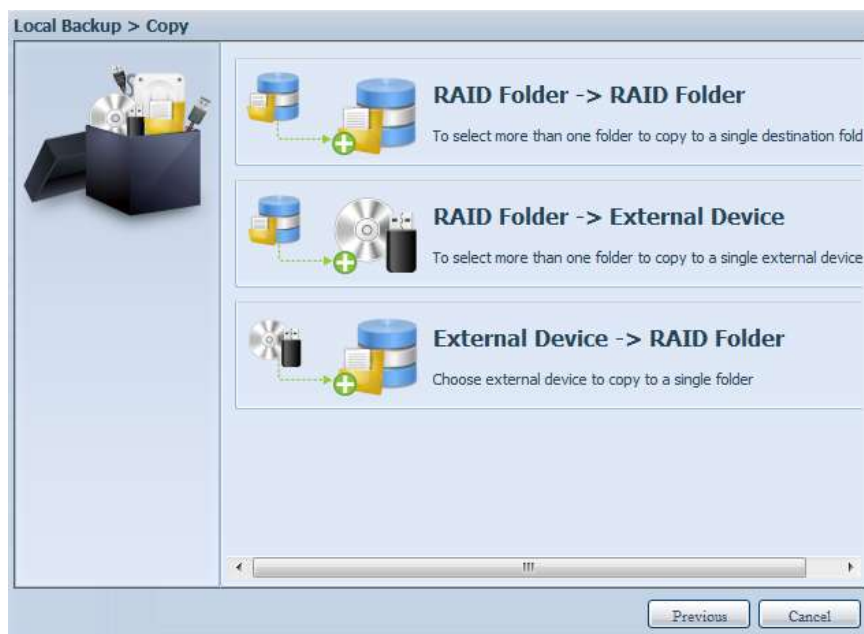 Local Backup > Copy
RAID Folder -> RAID Folder
To select more than one folder to copy to a single destination fold
RAID Folder -> External Device
To select more than one folder to copy to a single external device
External Device -> RAID Folder
Choose external device to copy to a single folder
Previous
Cancel